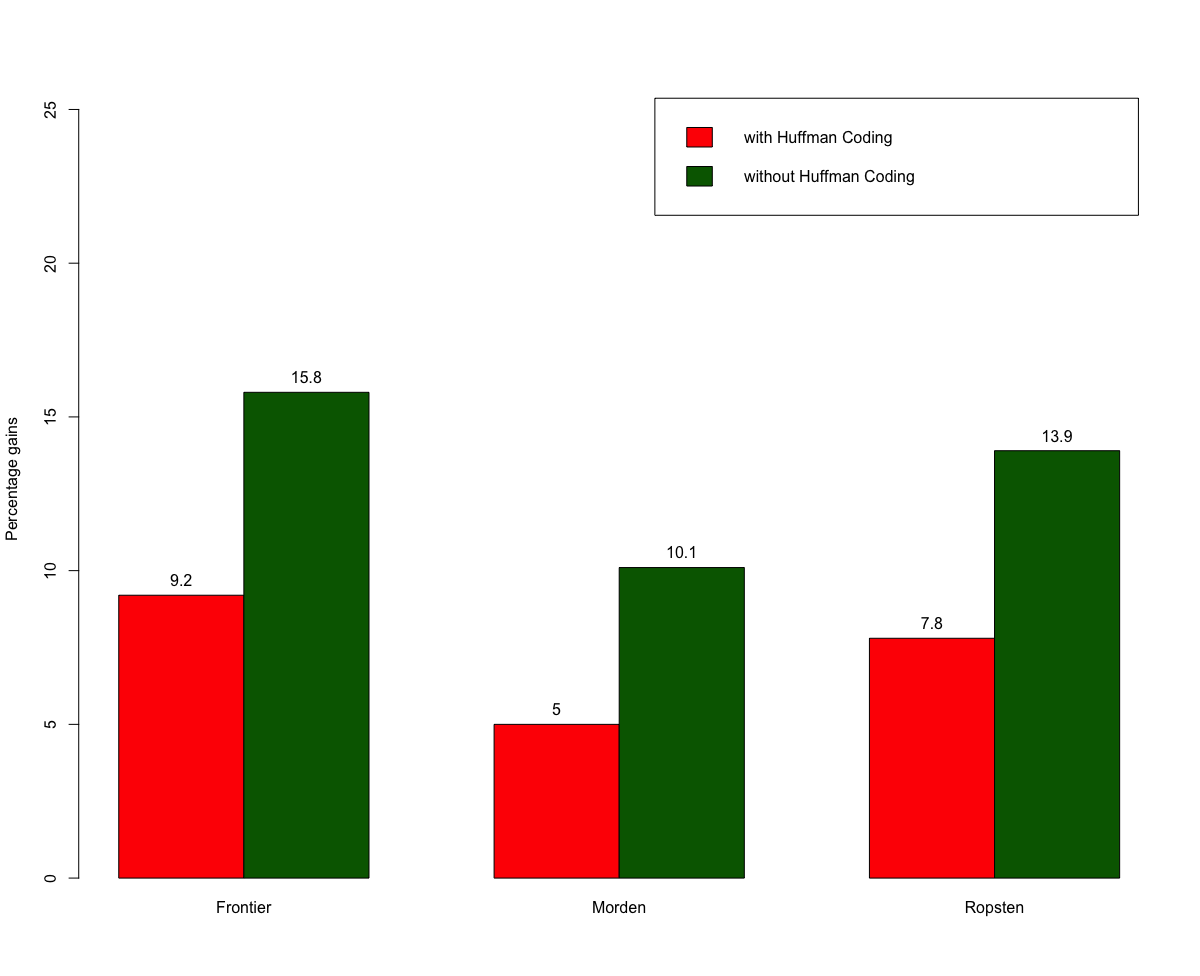 with Huffman Coding
without Huffman Coding
Percentage gains
25
20
15
10
5
0
9.2
15.8
5
10.1
7.8
13.9
Frontier
Morden
Ropsten